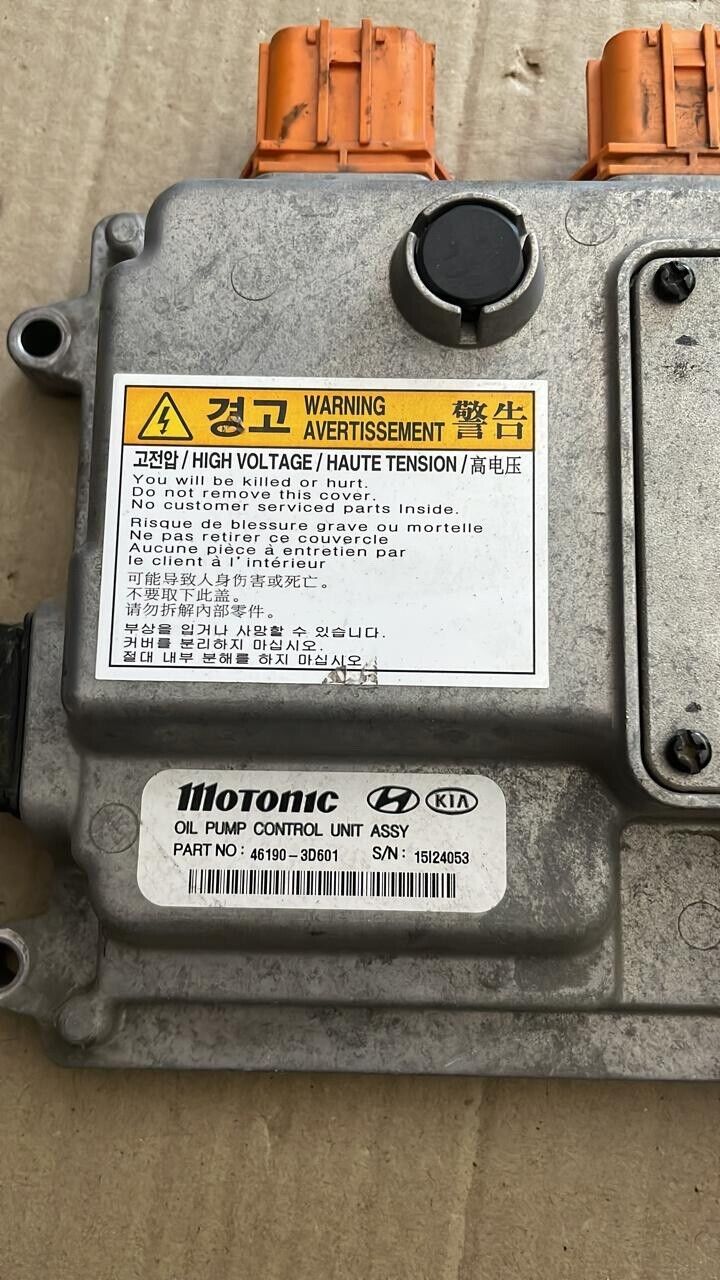 경고 WARNING AVERTISSEMENT 警告
고전압 / HIGH VOLTAGE / HAUTE TENSION / 高电压
You will be killed or hurt.
Do not remove this cover.
No customer serviced parts Inside.
Risque de blessure grave ou mortelle
Ne pas retirer ce couvercle
Aucune pièce à entretien par
le client à l'intérieur
可能导致人身伤害或死亡。
不要取下此盖。
请勿拆解内部零件。
부상을 입거나 사망할 수 있습니다.
커버를 분리하지 마십시오.
절대 내부 분해를 하지 마십시오
MOTONIC KIA
OIL PUMP CONTROL UNIT ASSY
PART NO: 46190-3D601 S/N: 15I24053